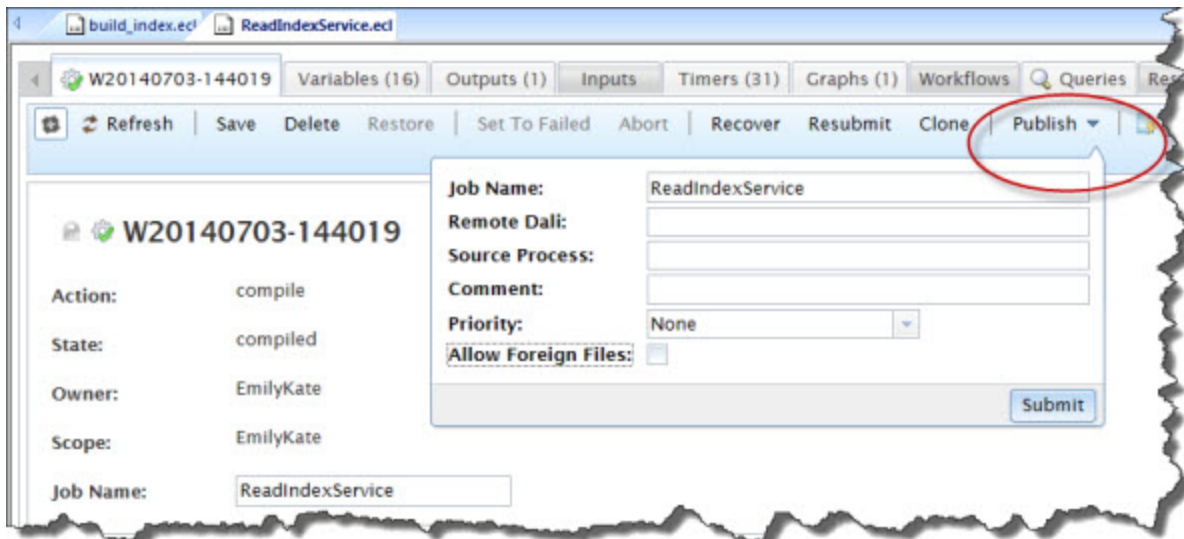 build_index.ecl ReadIndexService.ecl
W20140703-144019 Variables (16) Outputs (1) Inputs Timers (31) Graphs (1) Workflows Queries Res
Refresh Save Delete Restore Set To Failed Abort Recover Resubmit Clone Publish
Job Name: ReadIndexService
Remote Dali:
Source Process:
Comment:
Priority: None
Allow Foreign Files:
Submit
W20140703-144019
Action: compile
State: compiled
Owner: EmilyKate
Scope: EmilyKate
Job Name: ReadIndexService